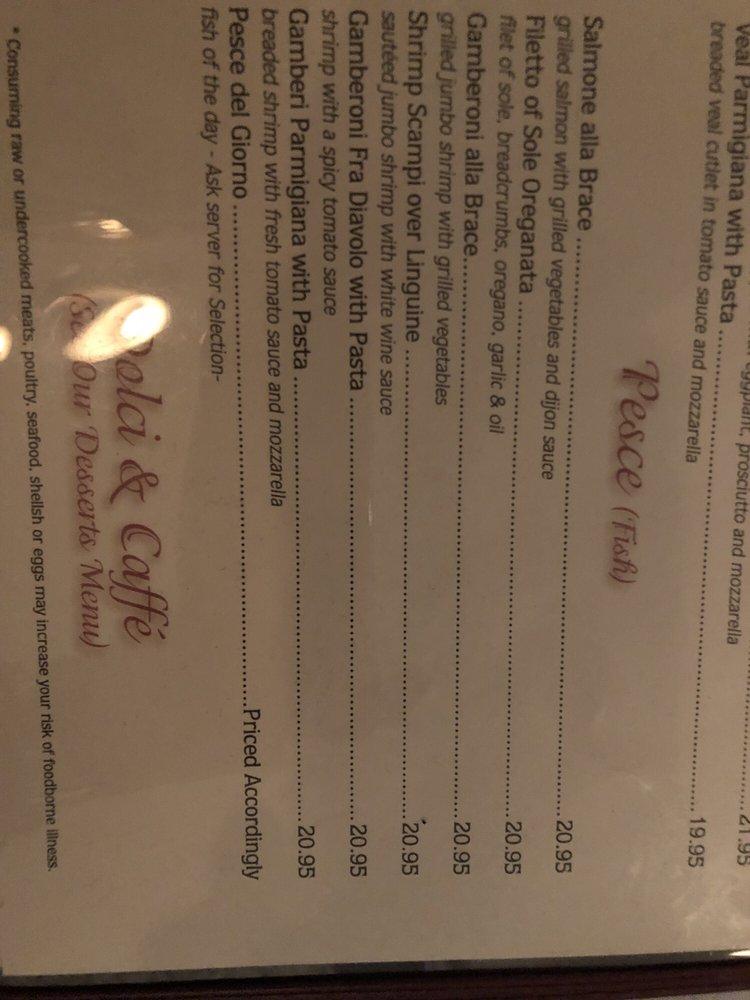 eggplant, prosciutto and mozzarella
21.95
Veal Parmigiana with Pasta ........ 19.95
breaded veal cutlet in tomato sauce and mozzarella
Pesce (Fish)
Salmone alla Brace ........ 20.95
grilled salmon with grilled vegetables and dijon sauce
Filetto of Sole Oreganata ........ 20.95
filet of sole, breadcrumbs, oregano, garlic & oil
Gamberoni alla Brace ........ 20.95
grilled jumbo shrimp with grilled vegetables
Shrimp Scampi over Linguine ........ 20.95
sautéed jumbo shrimp with white wine sauce
Gamberoni Fra Diavolo with Pasta ........ 20.95
shrimp with a spicy tomato sauce
Gamberi Parmigiana with Pasta ........ 20.95
breaded shrimp with fresh tomato sauce and mozzarella
Pesce del Giorno ........ Priced Accordingly
fish of the day - Ask server for Selection-
Dolci & Caffé
Our Desserts Menu)
* Consuming raw or undercooked meats, poultry, seafood, shellsh or eggs may increase your risk of foodborne illness.